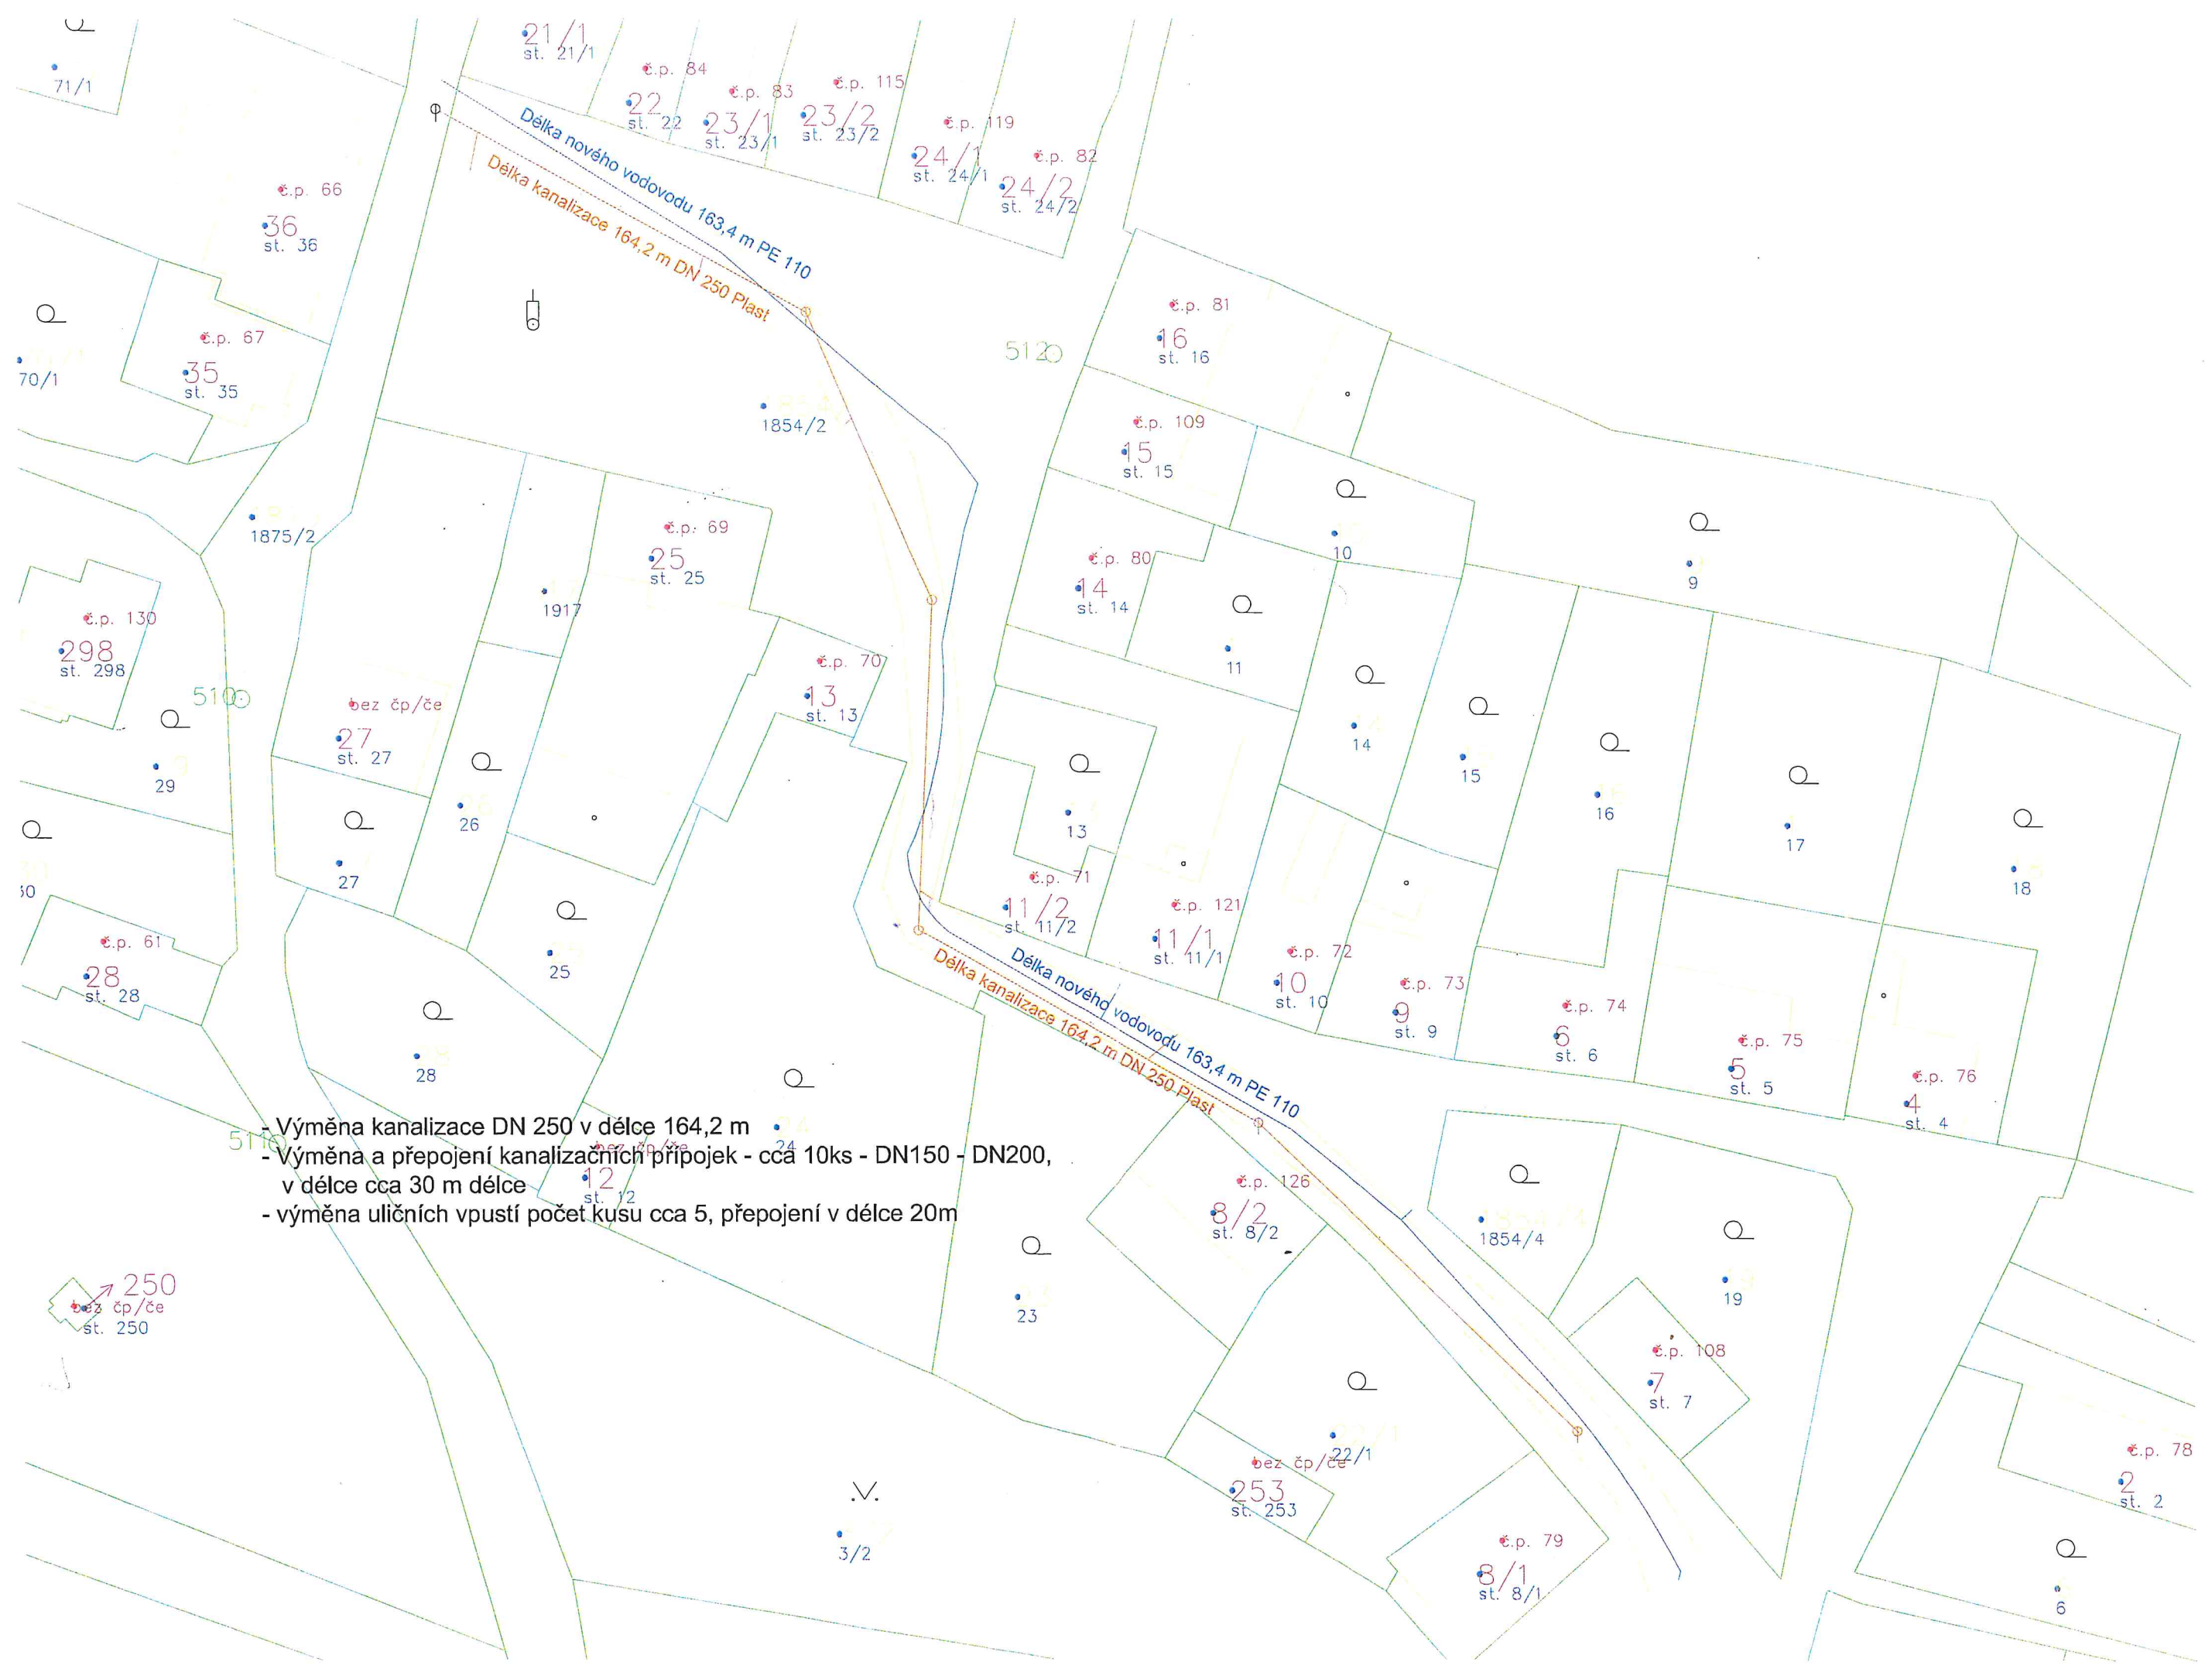 71/1
21/1
st. 21/1
č.p. 84
22
st. 22
č.p. 83
23/1
st. 23/1
č.p. 115
23/2
st. 23/2
č.p. 119
24/1
st. 24/1
č.p. 82
24/2
st. 24/2
Délka nového vodovodu 163,4 m PE 110
Délka kanalizace 164,2 m DN 250 Plast
č.p. 66
36
st. 36
č.p. 67
35
st. 35
70/1
1854/2
512
č.p. 81
16
st. 16
č.p. 109
15
st. 15
10
9
1875/2
č.p. 69
25
st. 25
1917
č.p. 80
14
st. 14
11
č.p. 130
298
st. 298
510
č.p. 70
13
st. 13
bez čp/če
27
st. 27
29
26
27
14
15
16
17
18
13
č.p. 71
11/2
st. 11/2
č.p. 121
11/1
st. 11/1
č.p. 72
10
st. 10
č.p. 73
9
st. 9
č.p. 74
6
st. 6
č.p. 75
5
st. 5
č.p. 76
4
st. 4
č.p. 61
28
st. 28
25
28
Délka nového vodovodu 163,4 m PE 110
Délka kanalizace 164,2 m DN 250 Plast
511
- Výměna kanalizace DN 250 v délce 164,2 m
- Výměna a přepojení kanalizačních přípojek - cca 10ks - DN150 - DN200,
v délce cca 30 m délce
- výměna uličních vpustí počet kusu cca 5, přepojení v délce 20m
24
bez čp/če
12
st. 12
č.p. 126
8/2
st. 8/2
1854/4
19
23
250
bez čp/če
st. 250
č.p. 108
7
st. 7
22/1
bez čp/če
253
st. 253
č.p. 78
2
st. 2
3/2
č.p. 79
8/1
st. 8/1
6